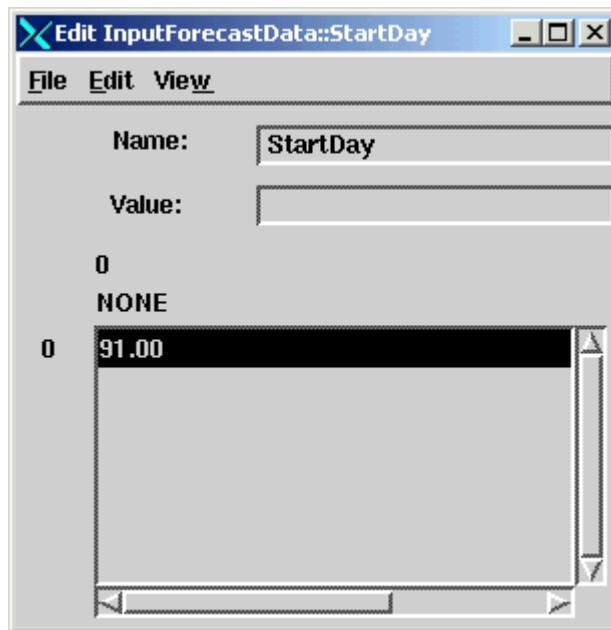 Edit InputForecastData::StartDay
File Edit View
Name: StartDay
Value:
0
NONE
0 91.00